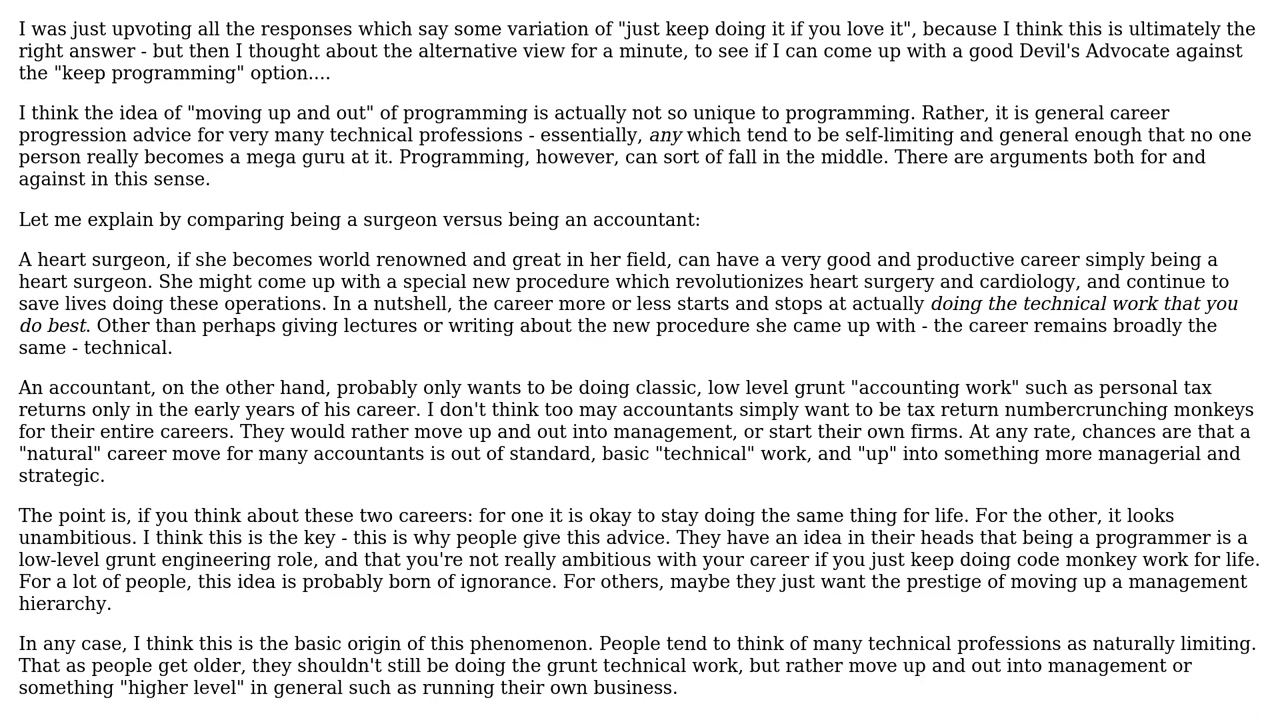 I was just upvoting all the responses which say some variation of "just keep doing it if you love it", because I think this is ultimately the
right answer - but then I thought about the alternative view for a minute, to see if I can come up with a good Devil's Advocate against
the "keep programming" option....
I think the idea of "moving up and out" of programming is actually not so unique to programming. Rather, it is general career
progression advice for very many technical professions - essentially, any which tend to be self-limiting and general enough that no one
person really becomes a mega guru at it. Programming, however, can sort of fall in the middle. There are arguments both for and
against in this sense.
Let me explain by comparing being a surgeon versus being an accountant:
A heart surgeon, if she becomes world renowned and great in her field, can have a very good and productive career simply being a
heart surgeon. She might come up with a special new procedure which revolutionizes heart surgery and cardiology, and continue to
save lives doing these operations. In a nutshell, the career more or less starts and stops at actually doing the technical work that you
do best. Other than perhaps giving lectures or writing about the new procedure she came up with - the career remains broadly the
same - technical.
An accountant, on the other hand, probably only wants to be doing classic, low level grunt "accounting work" such as personal tax
returns only in the early years of his career. I don't think too may accountants simply want to be tax return numbercrunching monkeys
for their entire careers. They would rather move up and out into management, or start their own firms. At any rate, chances are that a
"natural" career move for many accountants is out of standard, basic "technical" work, and "up" into something more managerial and
strategic.
The point is, if you think about these two careers: for one it is okay to stay doing the same thing for life. For the other, it looks
unambitious. I think this is the key - this is why people give this advice. They have an idea in their heads that being a programmer is a
low-level grunt engineering role, and that you're not really ambitious with your career if you just keep doing code monkey work for life.
For a lot of people, this idea is probably born of ignorance. For others, maybe they just want the prestige of moving up a management
hierarchy.
In any case, I think this is the basic origin of this phenomenon. People tend to think of many technical professions as naturally limiting.
That as people get older, they shouldn't still be doing the grunt technical work, but rather move up and out into management or
something "higher level" in general such as running their own business.